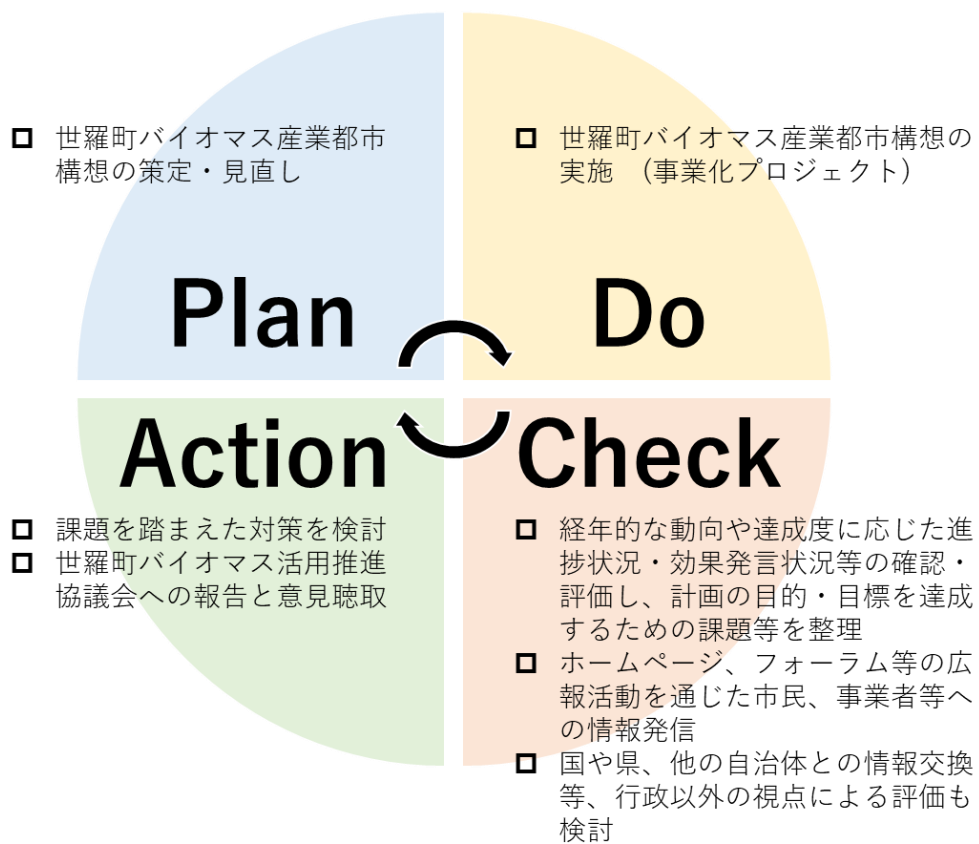 世羅町バイオマス産業都市
構想の策定・見直し
Plan
世羅町バイオマス産業都市構想の
実施　（事業化プロジェクト）
Do
Action
課題を踏まえた対策を検討
世羅町バイオマス活用推進
協議会への報告と意見聴取
Check
経年的な動向や達成度に応じた進
捗状況・効果発言状況等の確認・
評価し、計画の目的・目標を達成
するための課題等を整理
ホームページ、フォーラム等の広
報活動を通じた市民、事業者等へ
の情報発信
国や県、他の自治体との情報交換
等、行政以外の視点による評価も
検討